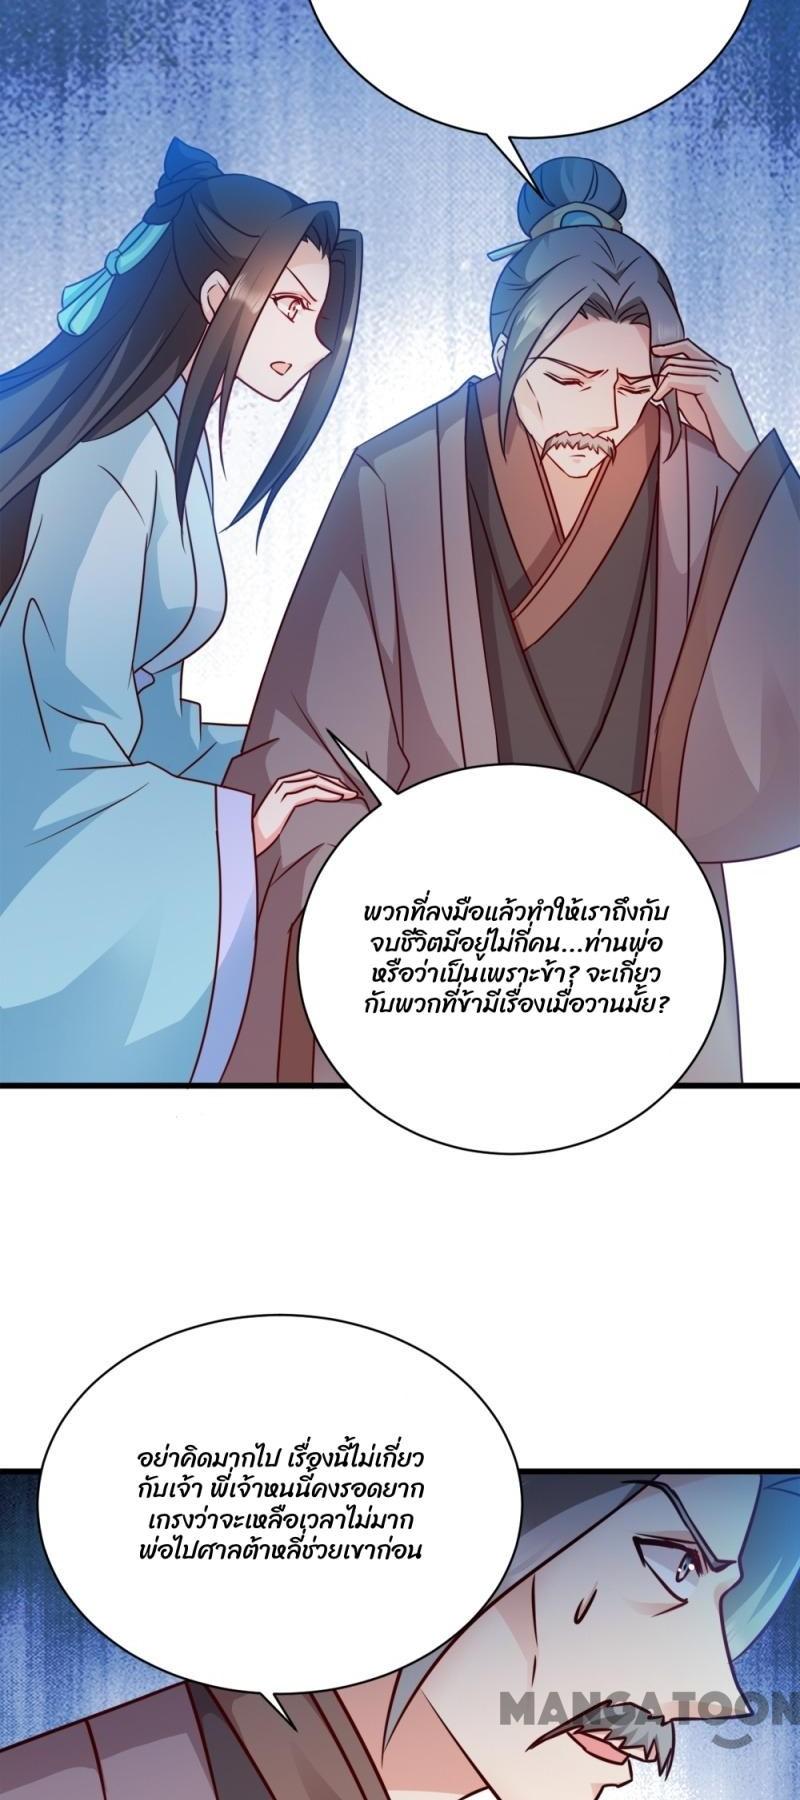 พวกที่ลงมือแล้วทำให้เราถึงกับ
จบชีวิตมีอยู่ไม่กี่คน...ท่านพ่อ
หรือว่าเป็นเพราะข้า? จะเกี่ยว
กับพวกที่ข้ามีเรื่องเมื่อวานมั้ย?
อย่าคิดมากไป เรื่องนี้ไม่เกี่ยว
กับเจ้า พี่เจ้าหนนี้คงรอดยาก
เกรงว่าจะเหลือเวลาไม่มาก
พ่อไปศาลต้าหลี่ช่วยเขาก่อน
MANGATOON